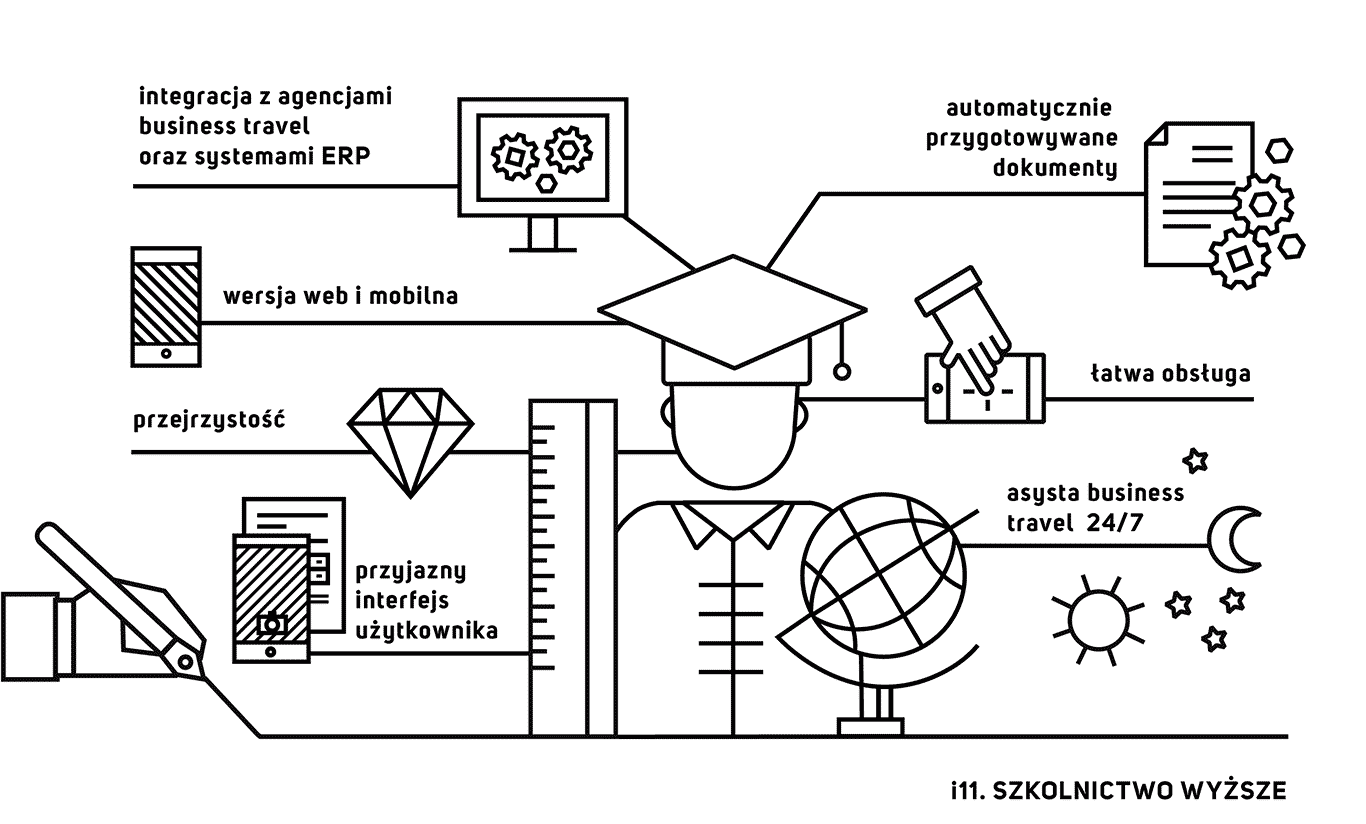 integracja z agencjami
business travel
oraz systemami ERP
automatycznie
przygotowywane
dokumenty
wersja web i mobilna
łatwa obsługa
przejrzystość
asysta business
travel 24/7
przyjazny
interfejs
użytkownika
i11. SZKOLNICTWO WYŻSZE